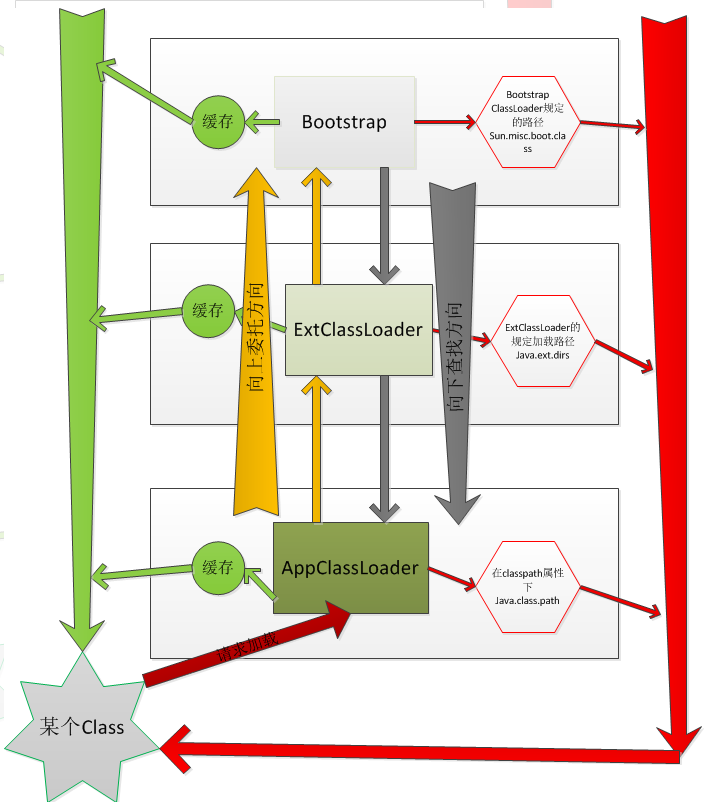 缓存
Bootstrap
Bootstrap
ClassLoader规定
的路径
Sun.misc.boot.cla
ss
缓存
向上委托方向
ExtClassLoader
向下查找方向
ExtClassLoader的
规定加载路径
Java.ext.dirs
缓存
AppClassLoader
在classpath属性
下
Java.class.path
请求加载
某个Class